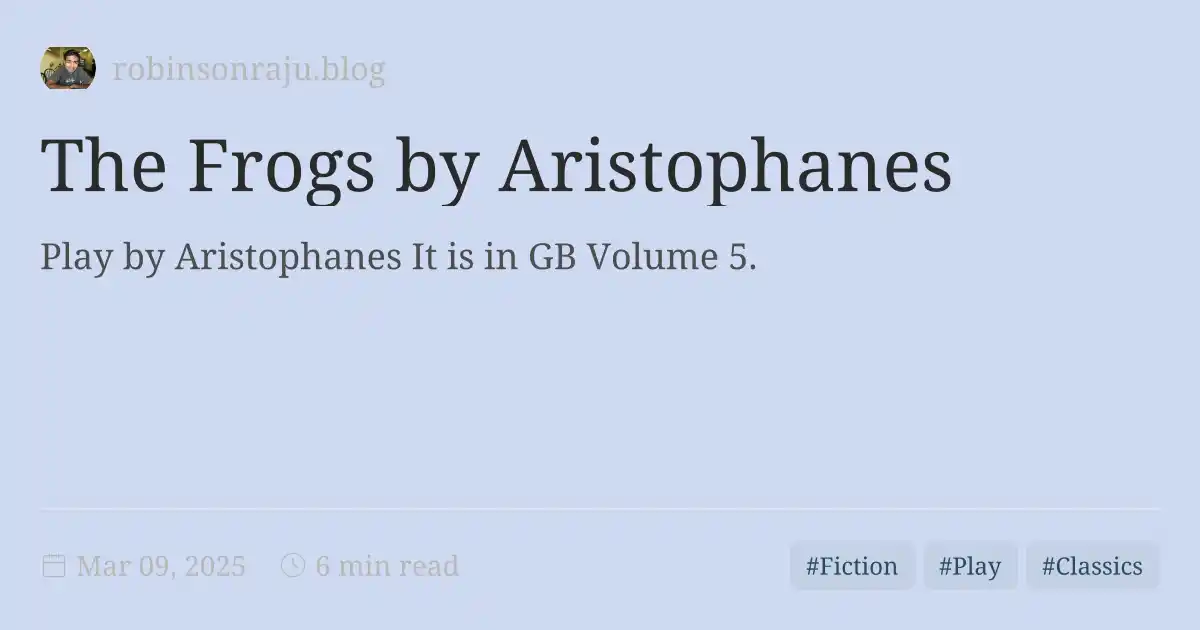 robinsonraju.blog
The Frogs by Aristophanes
Play by Aristophanes It is in GB Volume 5.
Mar 09, 2025 6 min read #Fiction #Play #Classics